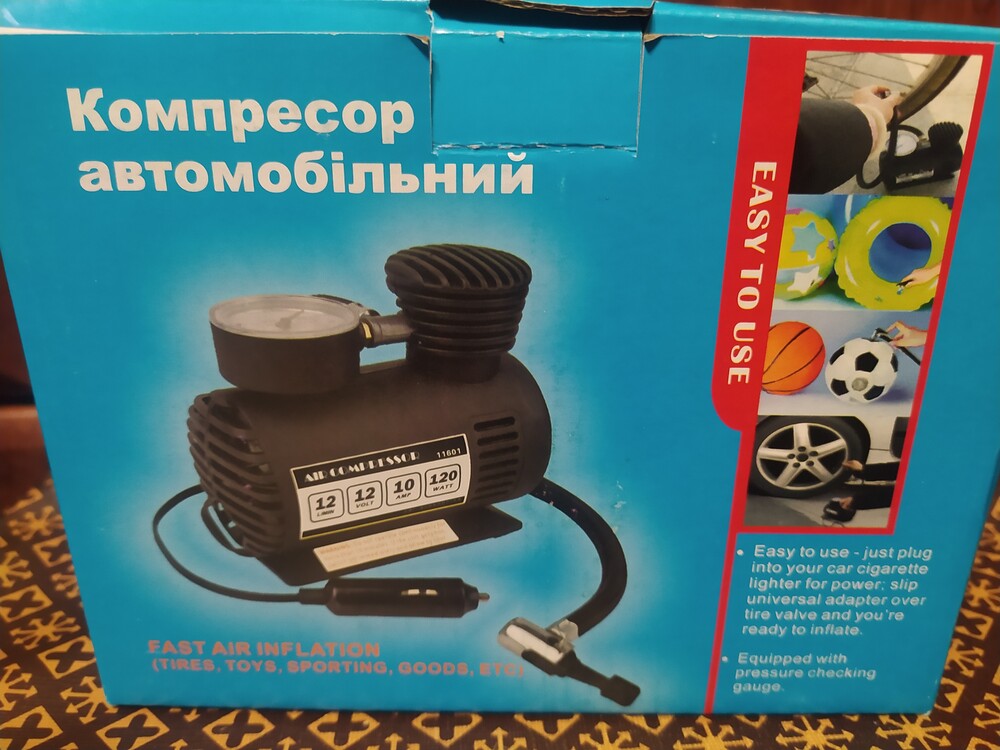 Компресор
автомобільний
EASY TO USE
AIR COMPRESSOR 11601
12 12 10 120
L/MIN VOLT AMP WATT
FAST AIR INFLATION
(TIRES, TOYS, SPORTING, GOODS, ETC)
• Easy to use - just plug
into your car cigarette
lighter for power; slip
universal adapter over
tire valve and you're
ready to inflate.
• Equipped with
pressure checking
gauge.